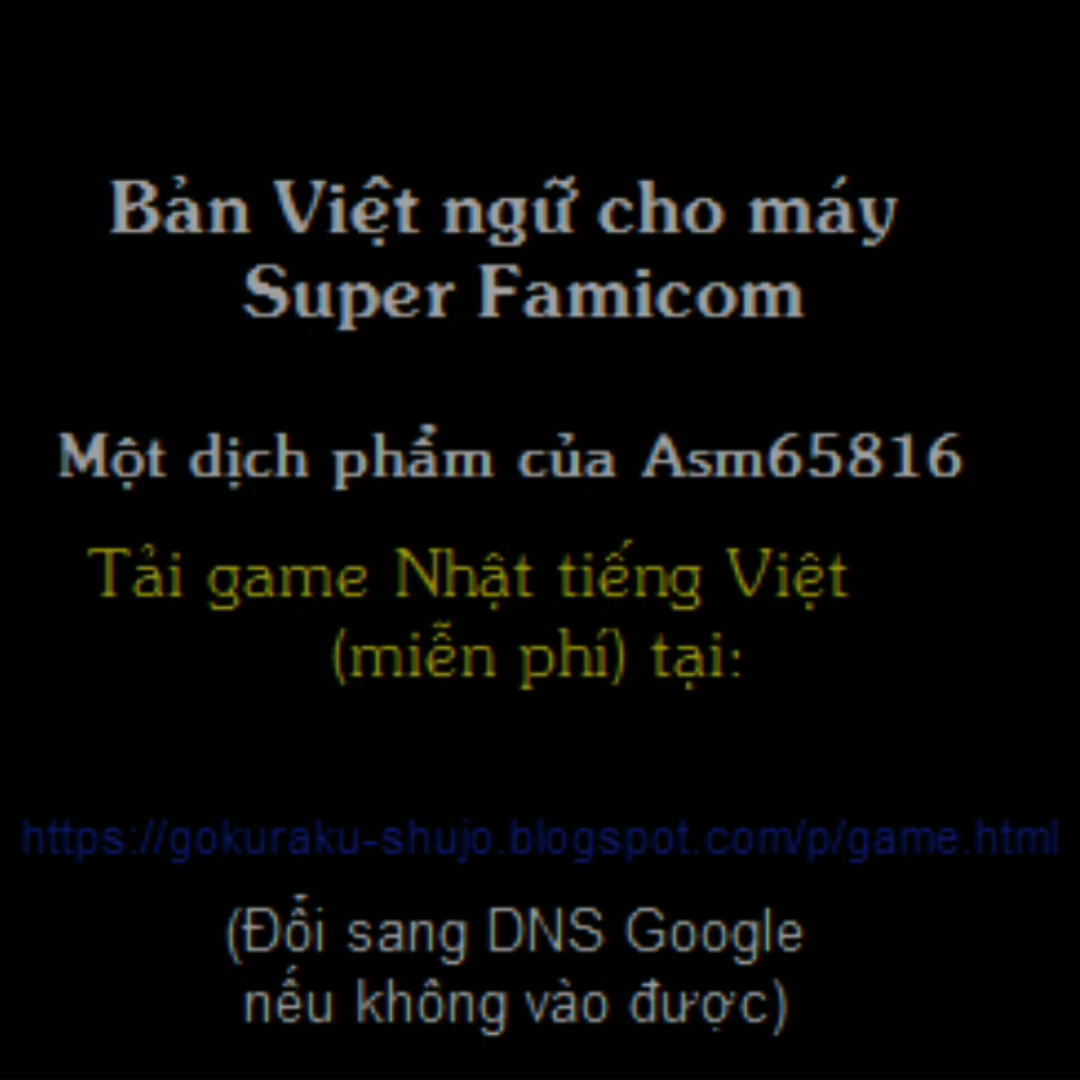 Bản Việt ngữ cho máy
Super Famicom
Một dịch phẩm của Asm65816
Tải game Nhật tiếng Việt
(miễn phí) tại:
https://gokuraku-shujo.blogspot.com/p/game.html
(Đổi sang DNS Google
nếu không vào được)